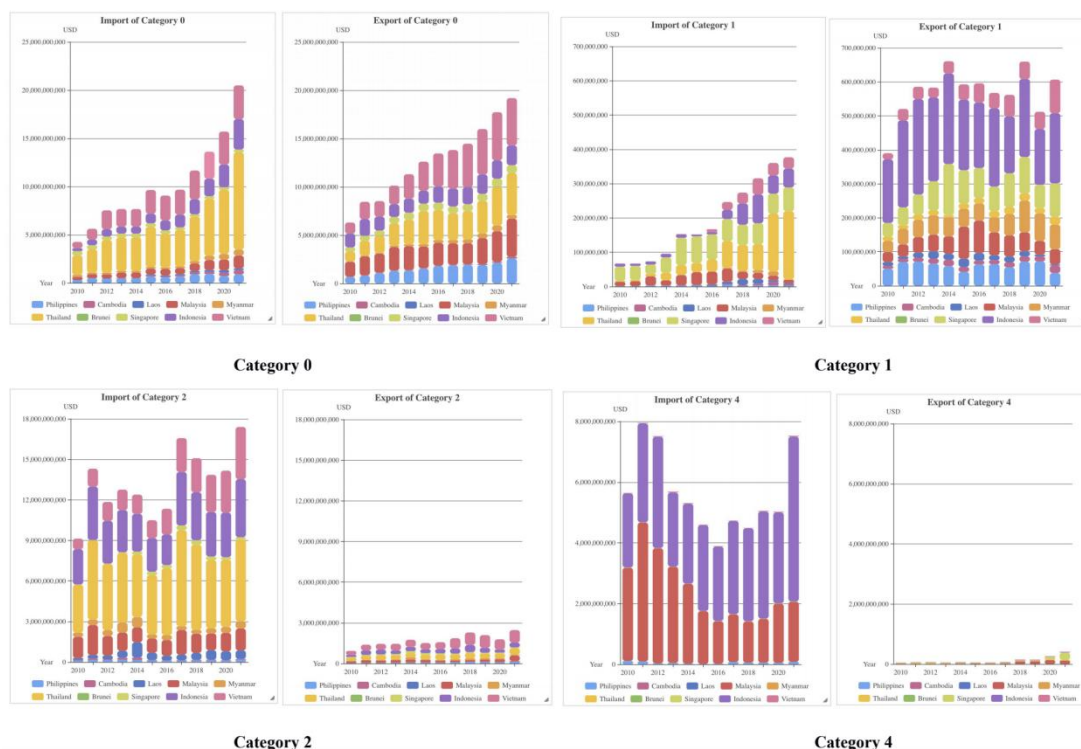 Import of Category 0
USD
25,000,000,000
20,000,000,000
15,000,000,000
10,000,000,000
5,000,000,000
0
Year 2010 2012 2014 2016 2018 2020
Philippines Cambodia Laos Malaysia Myanmar
Thailand Brunei Singapore Indonesia Vietnam
Export of Category 0
USD
25,000,000,000
20,000,000,000
15,000,000,000
10,000,000,000
5,000,000,000
0
Year 2010 2012 2014 2016 2018 2020
Philippines Cambodia Laos Malaysia Myanmar
Thailand Brunei Singapore Indonesia Vietnam
Category 0
Import of Category 1
USD
700,000,000
600,000,000
500,000,000
400,000,000
300,000,000
200,000,000
100,000,000
0
Year 2010 2012 2014 2016 2018 2020
Philippines Cambodia Laos Malaysia Myanmar
Thailand Brunei Singapore Indonesia Vietnam
Export of Category 1
USD
700,000,000
600,000,000
500,000,000
400,000,000
300,000,000
200,000,000
100,000,000
0
Year 2010 2012 2014 2016 2018 2020
Philippines Cambodia Laos Malaysia Myanmar
Thailand Brunei Singapore Indonesia Vietnam
Category 1
Import of Category 2
USD
18,000,000,000
15,000,000,000
12,000,000,000
9,000,000,000
6,000,000,000
3,000,000,000
0
Year 2010 2012 2014 2016 2018 2020
Philippines Cambodia Laos Malaysia Myanmar
Thailand Brunei Singapore Indonesia Vietnam
Export of Category 2
USD
18,000,000,000
15,000,000,000
12,000,000,000
9,000,000,000
6,000,000,000
3,000,000,000
0
Year 2010 2012 2014 2016 2018 2020
Philippines Cambodia Laos Malaysia Myanmar
Thailand Brunei Singapore Indonesia Vietnam
Category 2
Import of Category 4
USD
8,000,000,000
6,000,000,000
4,000,000,000
2,000,000,000
0
Year 2010 2012 2014 2016 2018 2020
Philippines Cambodia Laos Malaysia Myanmar
Thailand Brunei Singapore Indonesia Vietnam
Export of Category 4
USD
8,000,000,000
6,000,000,000
4,000,000,000
2,000,000,000
0
Year 2010 2012 2014 2016 2018 2020
Philippines Cambodia Laos Malaysia Myanmar
Thailand Brunei Singapore Indonesia Vietnam
Category 4